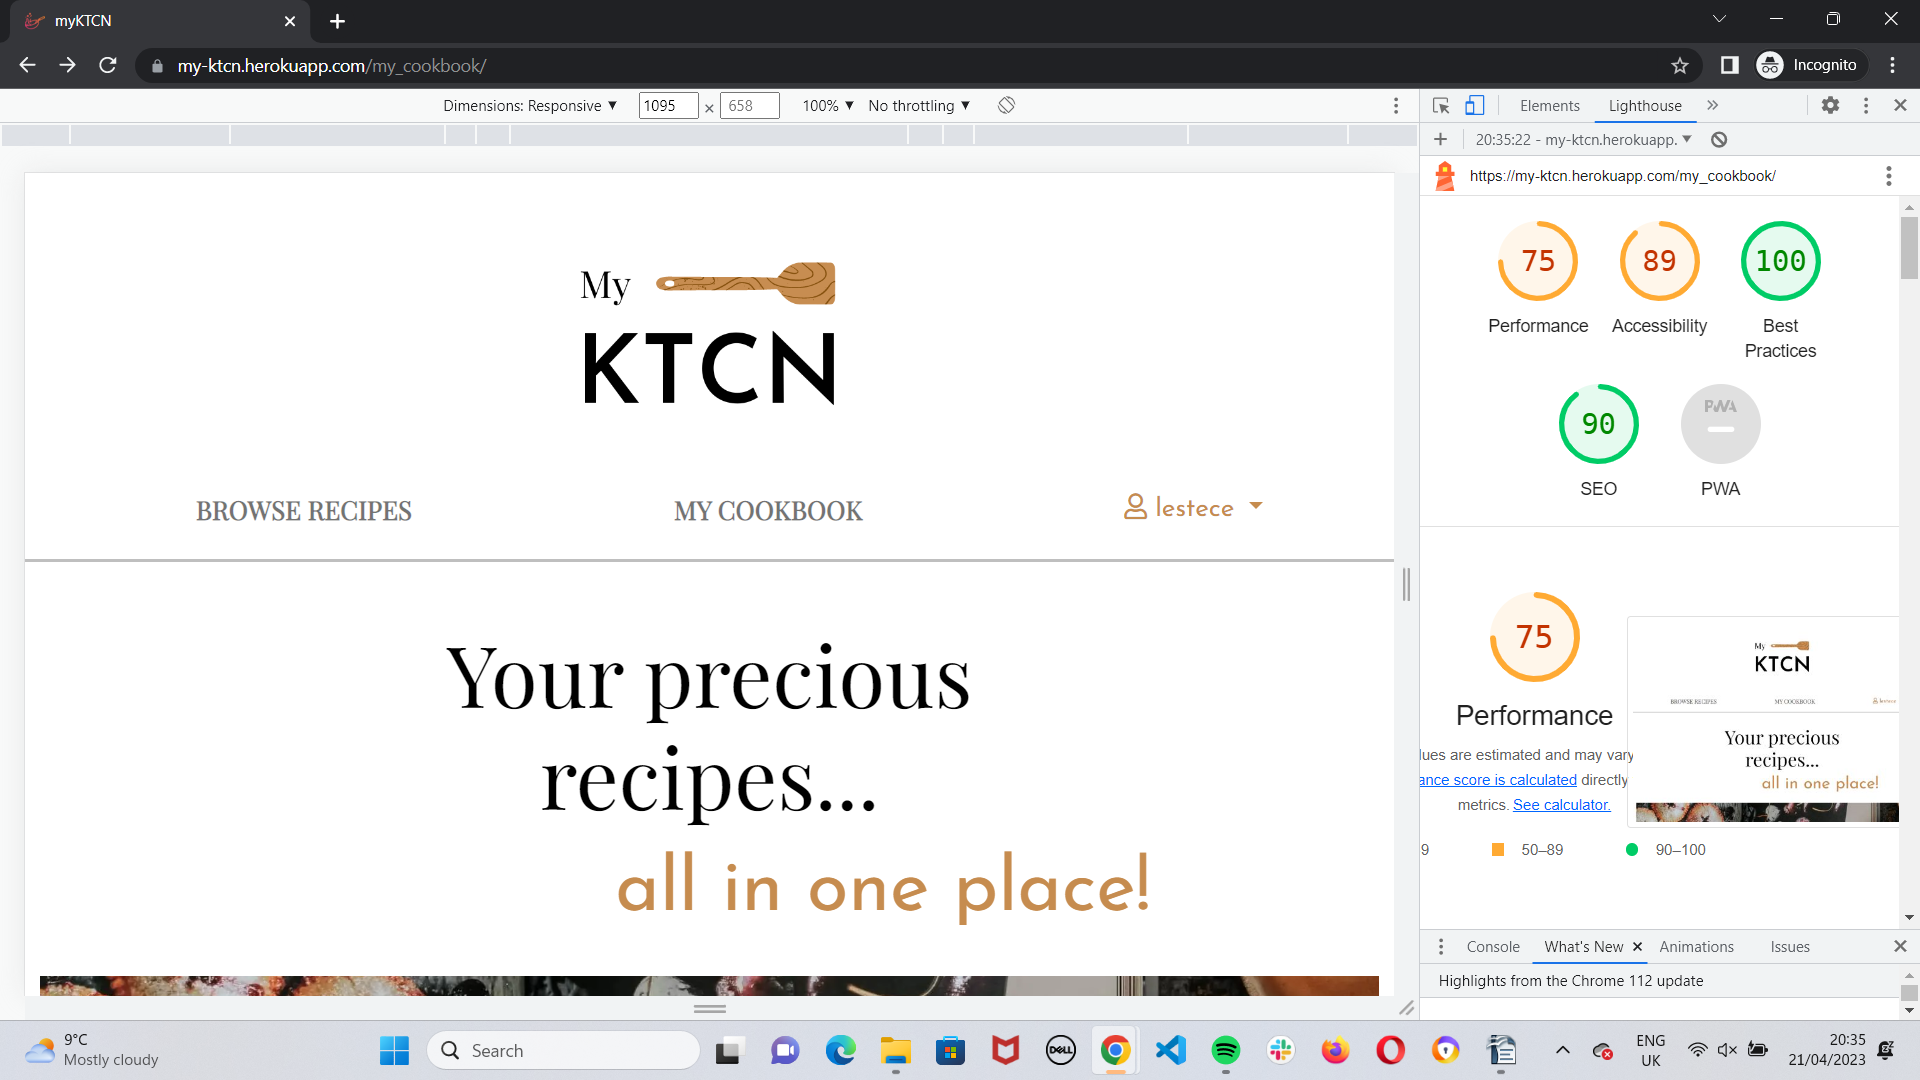 myKTCN
my-ktcn.herokuapp.com/my_cookbook/
Incognito
Dimensions: Responsive ▼ 1095 × 658 100% ▼ No throttling ▼
Elements Lighthouse
20:35:22 - my-ktcn.herokuapp. ▼
https://my-ktcn.herokuapp.com/my_cookbook/
My
KTCN
BROWSE RECIPES MY COOKBOOK lestece
Your precious
recipes...
all in one place!
75 89 100
Performance Accessibility Best
Practices
90 PWA
SEO PWA
75
Performance
lues are estimated and may vary
ance score is calculated directly
metrics. See calculator.
9 50–89 90–100
My
KTCN
BROWSE RECIPES MY COOKBOOK lestece
Your precious
recipes...
all in one place!
Console What's New Animations Issues
Highlights from the Chrome 112 update
9°C
Mostly cloudy
Search
DELL
ENG
UK
20:35
21/04/2023